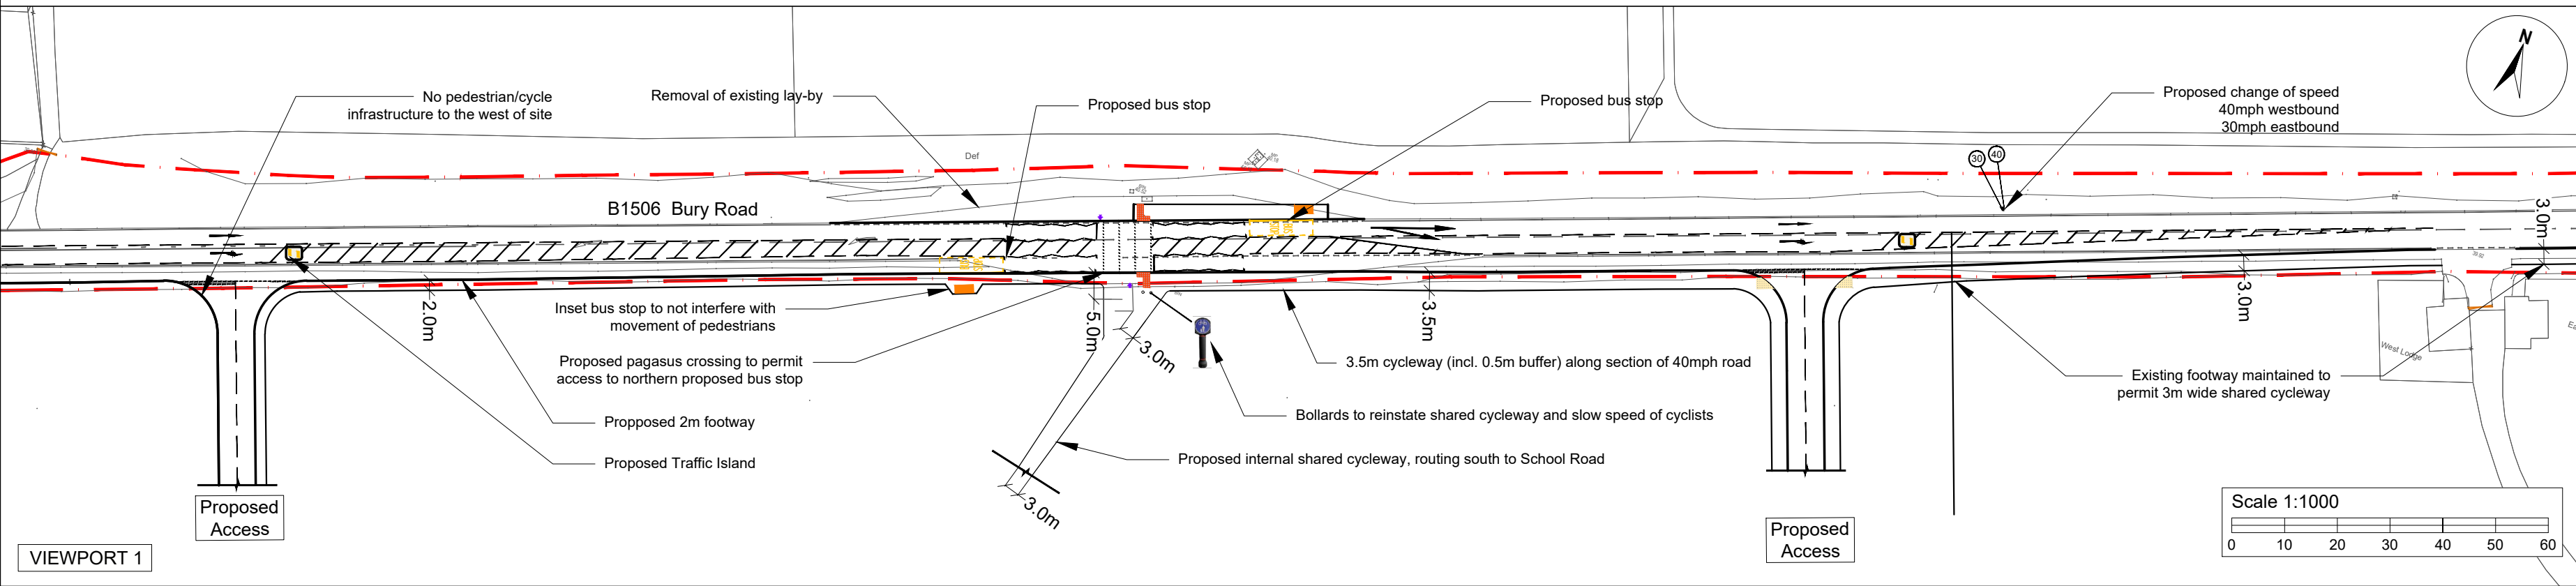 N
No pedestrian/cycle
infrastructure to the west of site
Removal of existing lay-by
Proposed bus stop
Proposed bus stop
Proposed change of speed
40mph westbound
30mph eastbound
Def
30
40
B1506 Bury Road
3.0m
2.0m
Inset bus stop to not interfere with
movement of pedestrians
5.0m
3.0m
3.5m
3.0m
Proposed pagasus crossing to permit
access to northern proposed bus stop
3.5m cycleway (incl. 0.5m buffer) along section of 40mph road
West Lodge
Existing footway maintained to
permit 3m wide shared cycleway
Propposed 2m footway
Bollards to reinstate shared cycleway and slow speed of cyclists
Proposed Traffic Island
Proposed internal shared cycleway, routing south to School Road
3.0m
Proposed
Access
Proposed
Access
Scale 1:1000
0 10 20 30 40 50 60
VIEWPORT 1